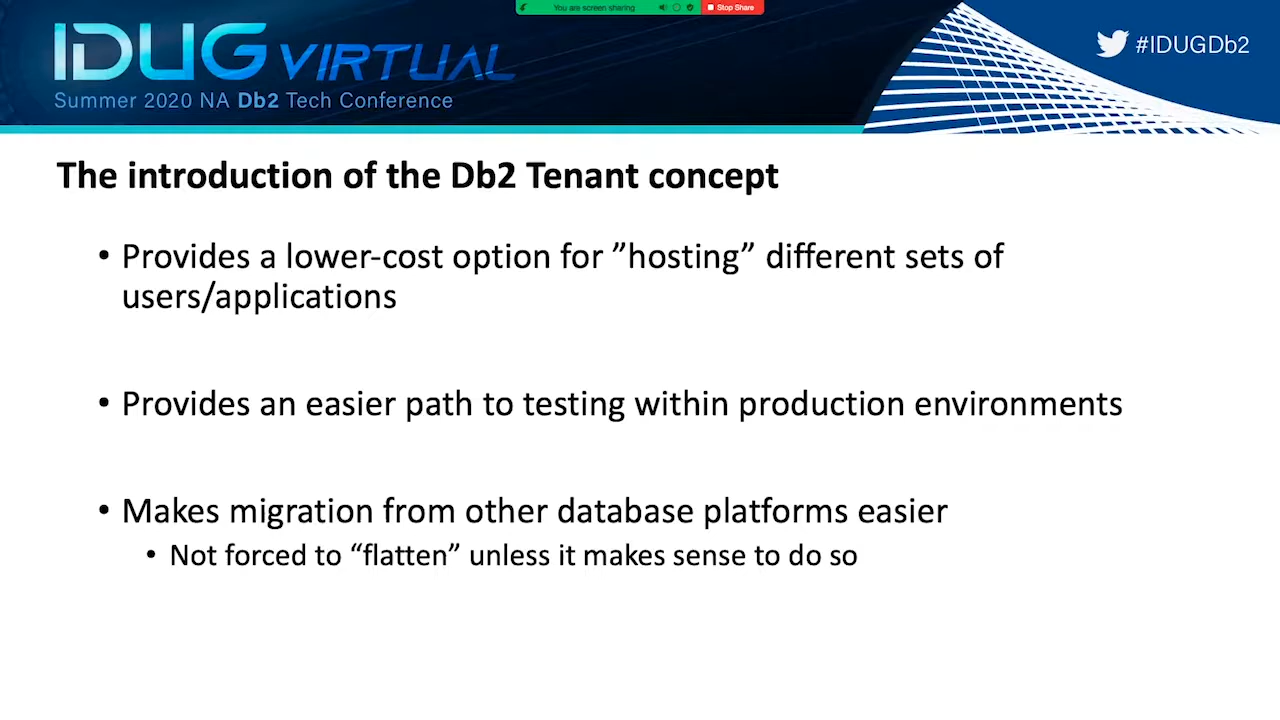 You are screen sharing
Stop Share
IDUG VIRTUAL
#IDUGDb2
Summer 2020 NA Db2 Tech Conference
The introduction of the Db2 Tenant concept
• Provides a lower-cost option for ”hosting” different sets of
users/applications
• Provides an easier path to testing within production environments
• Makes migration from other database platforms easier
• Not forced to “flatten” unless it makes sense to do so